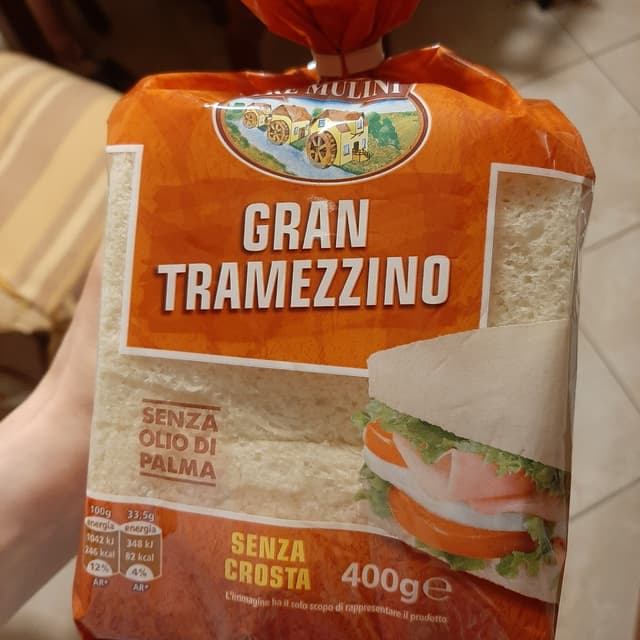 TRE MULINI
GRAN
TRAMEZZINO
SENZA
OLIO DI
PALMA
100g 33,5g
energia energia
1042 kJ 348 kJ
246 kcal 82 kcal
12% 4%
AR* AR*
SENZA
CROSTA
400g e
L'immagine ha il solo scopo di rappresentare il prodotto